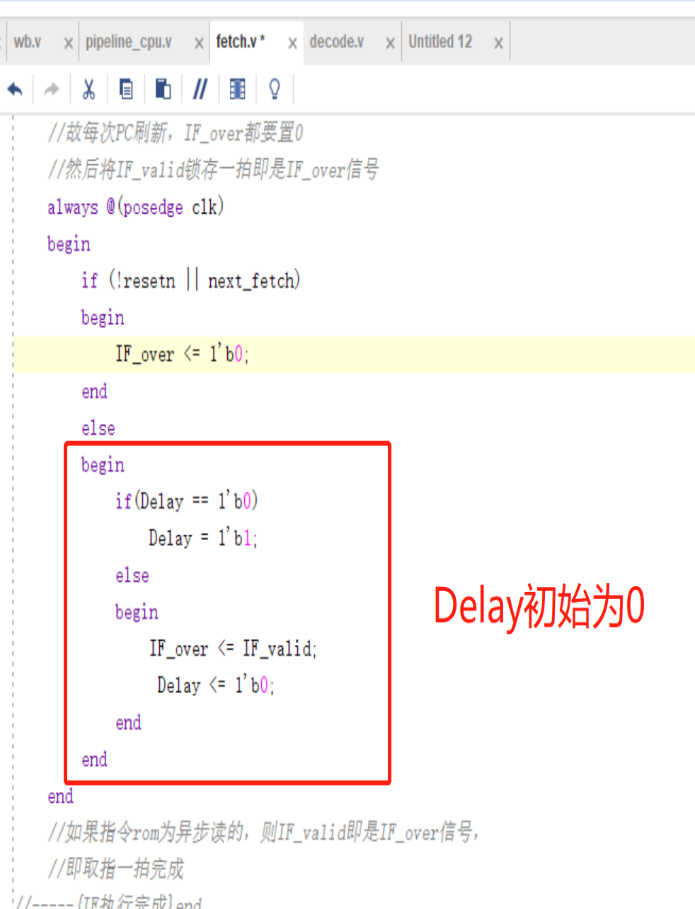 wb.v × pipeline_cpu.v × fetch.v * × decode.v × Untitled 12 ×
//故每次PC刷新，IF_over都要置0
//然后将IF_valid锁存一拍即是IF_over信号
always @(posedge clk)
begin
if (!resetn || next_fetch)
begin
IF_over <= 1'b0;
end
else
begin
if(Delay == 1'b0)
Delay = 1'b1;
else
begin
IF_over <= IF_valid;
Delay <= 1'b0;
end
end
Delay初始为0
end
//如果指令rom为异步读的，则IF_valid即是IF_over信号，
//即取指一拍完成
//-----{IF执行完成}end